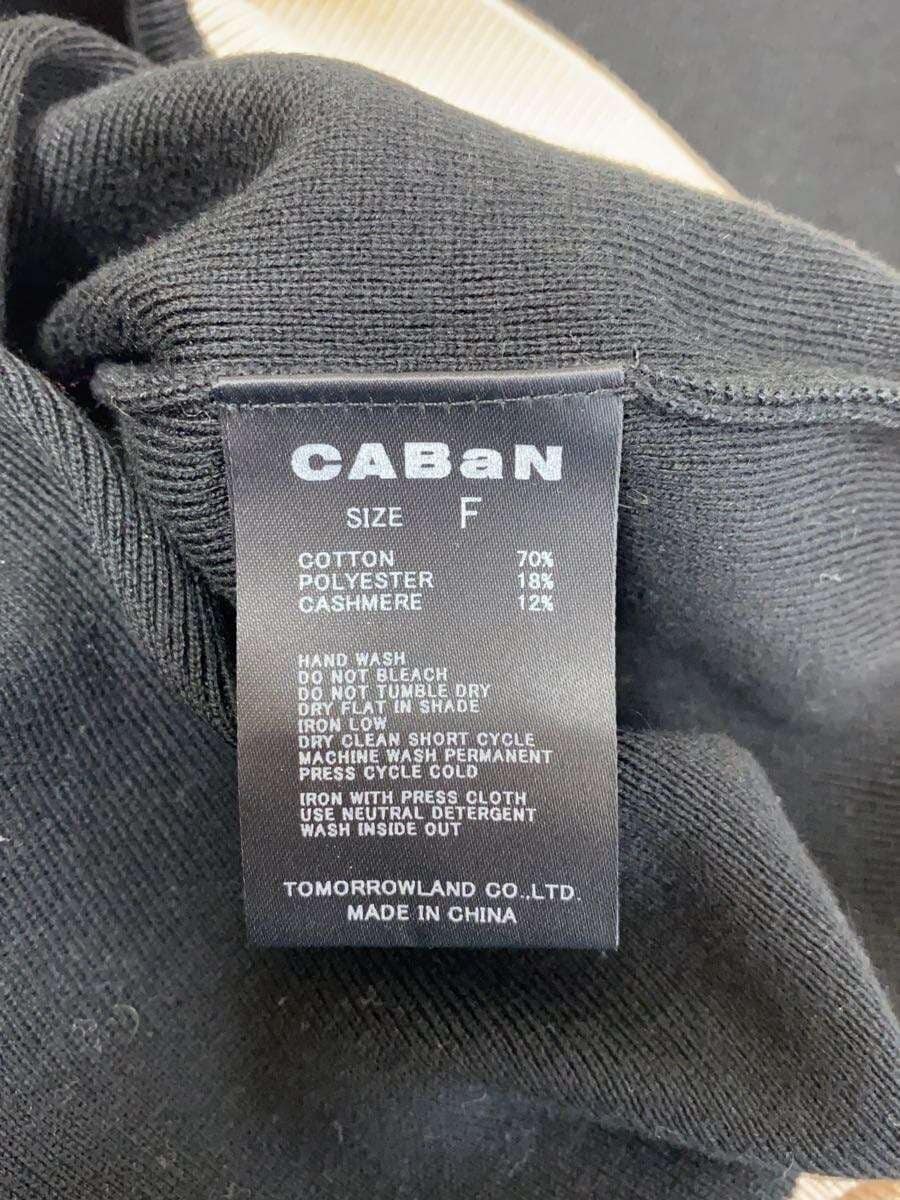 CABaN
SIZE F
COTTON 70%
POLYESTER 18%
CASHMERE 12%
HAND WASH
DO NOT BLEACH
DO NOT TUMBLE DRY
DRY FLAT IN SHADE
IRON LOW
DRY CLEAN SHORT CYCLE
MACHINE WASH PERMANENT
PRESS CYCLE COLD
IRON WITH PRESS CLOTH
USE NEUTRAL DETERGENT
WASH INSIDE OUT
TOMORROWLAND CO.,LTD.
MADE IN CHINA